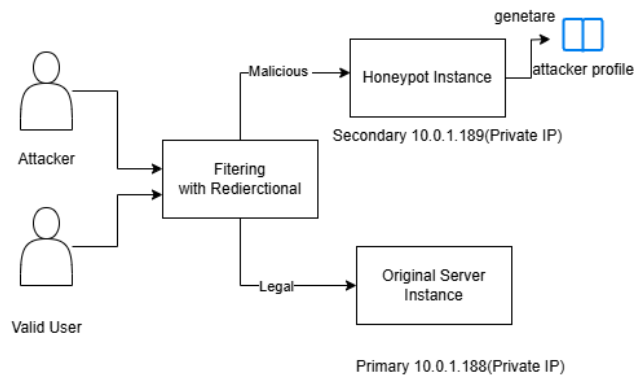 genetare
attacker profile
Malicious
Honeypot Instance
Secondary 10.0.1.189(Private IP)
Attacker
Fitering
with Redierctional
Valid User
Legal
Original Server
Instance
Primary 10.0.1.188(Private IP)